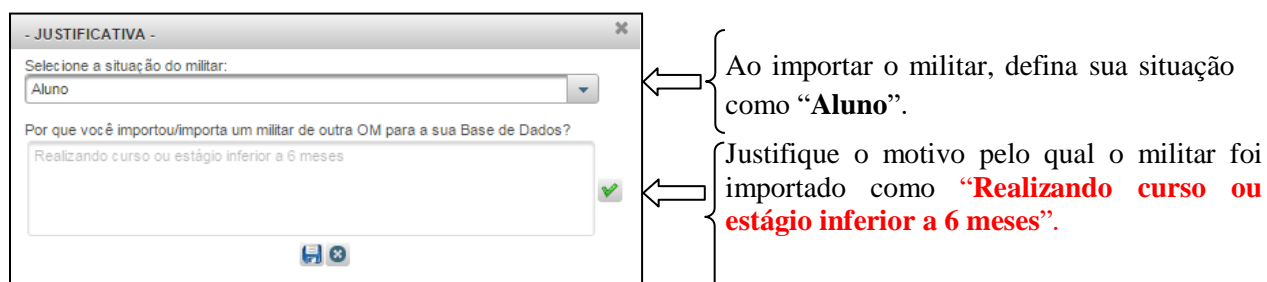 - JUSTIFICATIVA -
Selecione a situação do militar:
Aluno
Por que você importou/importa um militar de outra OM para a sua Base de Dados?
Realizando curso ou estágio inferior a 6 meses
Ao importar o militar, defina sua situação
como “Aluno”.
Justifique o motivo pelo qual o militar foi
importado como “Realizando curso ou
estágio inferior a 6 meses”.